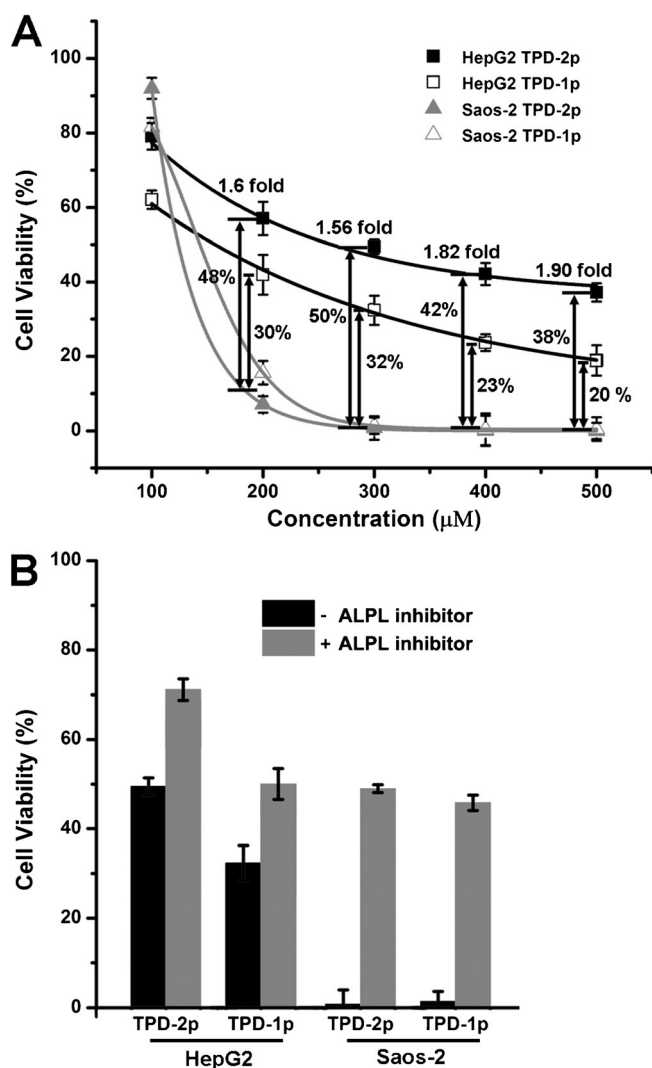 A
100
80
60
40
20
0
Cell Viability (%)
HepG2 TPD-2p
HepG2 TPD-1p
Saos-2 TPD-2p
Saos-2 TPD-1p
1.6 fold
1.56 fold
1.82 fold
1.90 fold
48%
30%
50%
32%
42%
23%
38%
20 %
100
200
300
400
500
Concentration (μM)
B
100
80
60
40
20
0
Cell Viability (%)
- ALPL inhibitor
+ ALPL inhibitor
TPD-2p
TPD-1p
TPD-2p
TPD-1p
HepG2
Saos-2